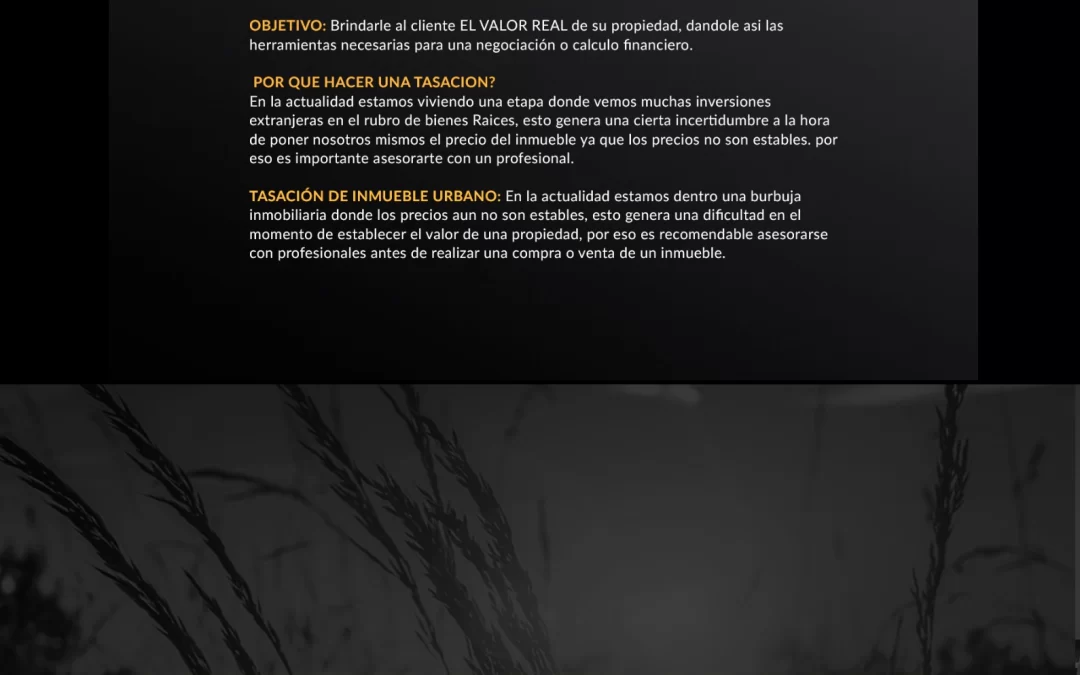 OBJETIVO: Brindarle al cliente EL VALOR REAL de su propiedad, dandole asi las
herramientas necesarias para una negociación o calculo financiero.
POR QUE HACER UNA TASACION?
En la actualidad estamos viviendo una etapa donde vemos muchas inversiones
extranjeras en el rubro de bienes Raices, esto genera una cierta incertidumbre a la hora
de poner nosotros mismos el precio del inmueble ya que los precios no son estables. por
eso es importante asesorarte con un profesional.
TASACIÓN DE INMUEBLE URBANO: En la actualidad estamos dentro una burbuja
inmobiliaria donde los precios aun no son estables, esto genera una dificultad en el
momento de establecer el valor de una propiedad, por eso es recomendable asesorarse
con profesionales antes de realizar una compra o venta de un inmueble.